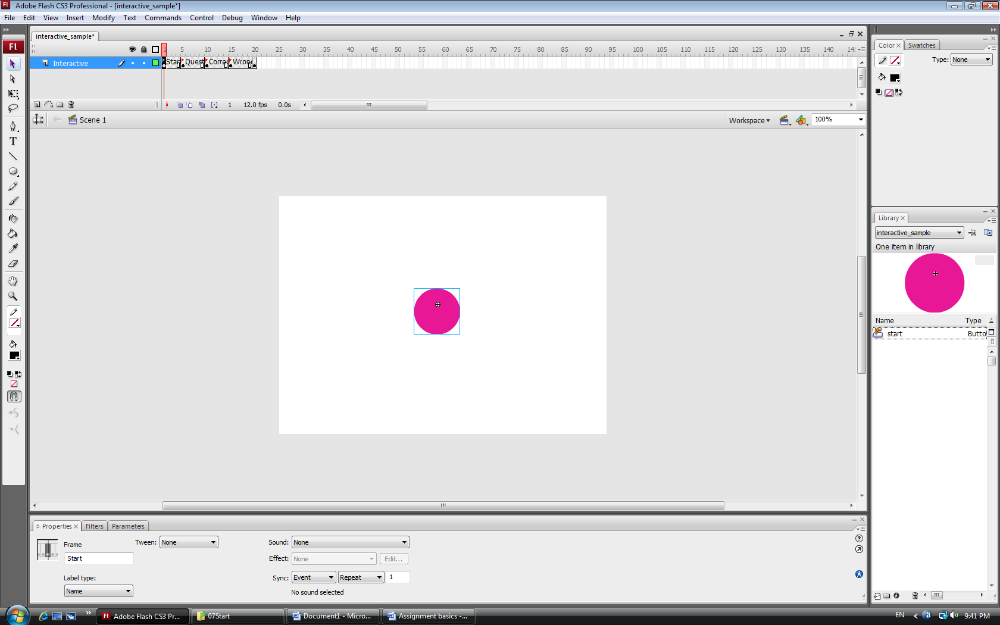 Fl Adobe Flash CS3 Professional - [interactive_sample*]
File Edit View Insert Modify Text Commands Control Debug Window Help
interactive_sample*
1 5 10 15 20 25 30 35 40 45 50 55 60 65 70 75 80 85 90 95 100 105 110 115 120 125 130 135 140
Interactive
1 12.0 fps 0.0s
Scene 1
Workspace
100%
Fl
T
Color Swatches
Type: None
Library
interactive_sample
One item in library
Name Type
start Butto
Properties Filters Parameters
Frame
Start
Label type:
Name
Tween: None
Sound: None
Effect: None Edit...
Sync: Event Repeat 1
No sound selected
Fl Adobe Flash CS3 Pr...
07Start
Document1 - Micro...
Assignment basics -...
EN
9:41 PM